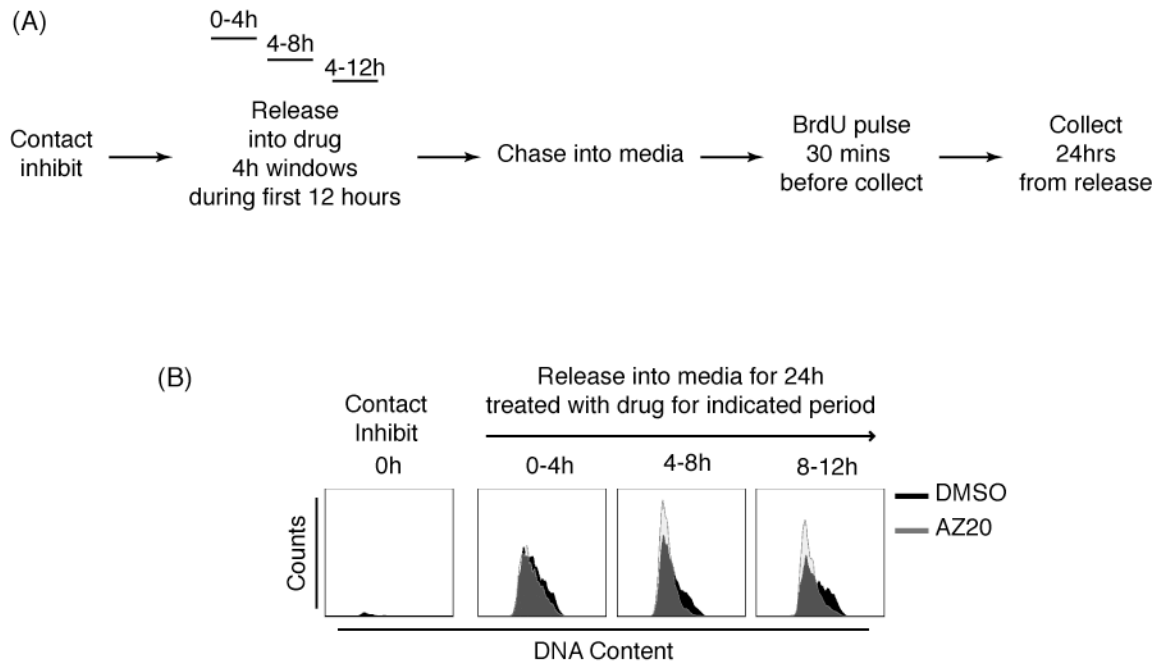 (A)
0-4h
4-8h
4-12h
Contact
inhibit
Release
into drug
4h windows
during first 12 hours
Chase into media
BrdU pulse
30 mins
before collect
Collect
24hrs
from release
(B)
Contact
Inhibit
0h
Release into media for 24h
treated with drug for indicated period
0-4h
4-8h
8-12h
Counts
DMSO
AZ20
DNA Content